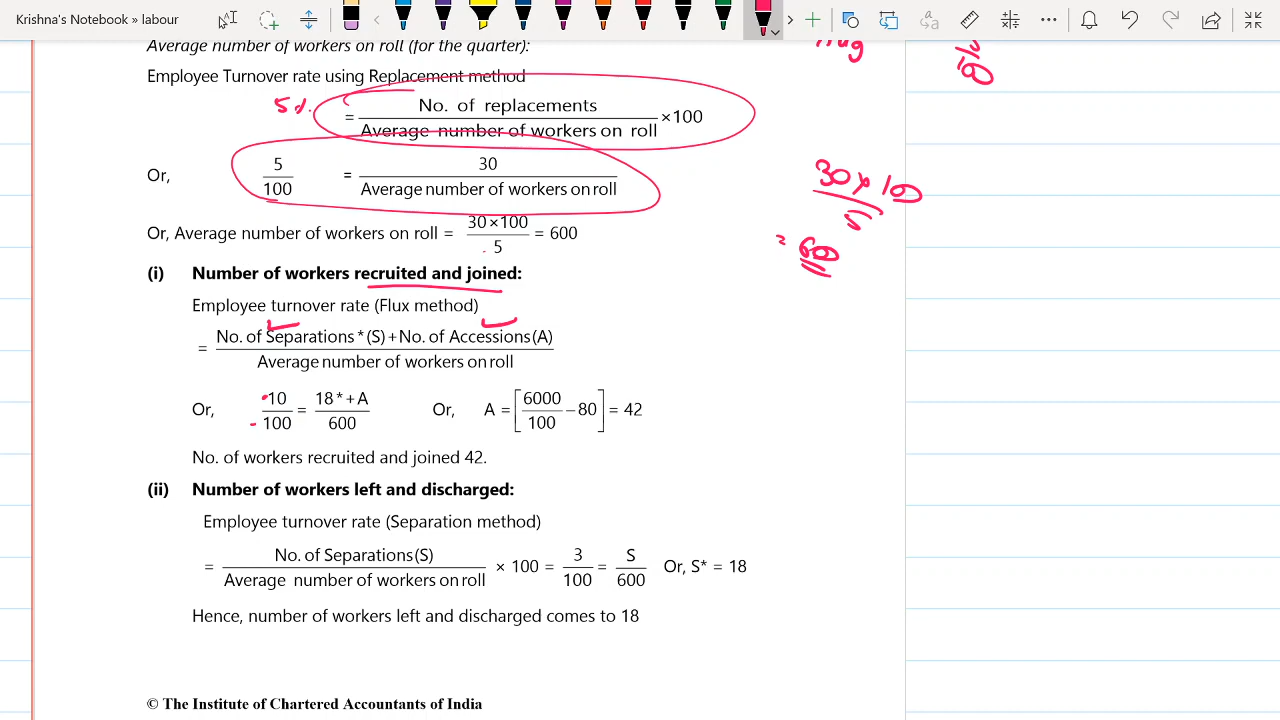 Krishna's Notebook » labour
Average number of workers on roll (for the quarter):
Aug
100
Employee Turnover rate using Replacement method
5%.
= No. of replacements / Average number of workers on roll ×100
Or, 5/100 = 30 / Average number of workers on roll
30 × 100 / 5
= 600
Or, Average number of workers on roll = 30 ×100 / 5 = 600
(i) Number of workers recruited and joined:
Employee turnover rate (Flux method)
= No. of Separations*(S)+No. of Accessions(A) / Average number of workers on roll
Or, 10/100 = 18*+A / 600 Or, A = [6000/100 − 80] = 42
No. of workers recruited and joined 42.
(ii) Number of workers left and discharged:
Employee turnover rate (Separation method)
= No. of Separations(S) / Average number of workers on roll × 100 = 3/100 = S/600 Or, S* = 18
Hence, number of workers left and discharged comes to 18
© The Institute of Chartered Accountants of India